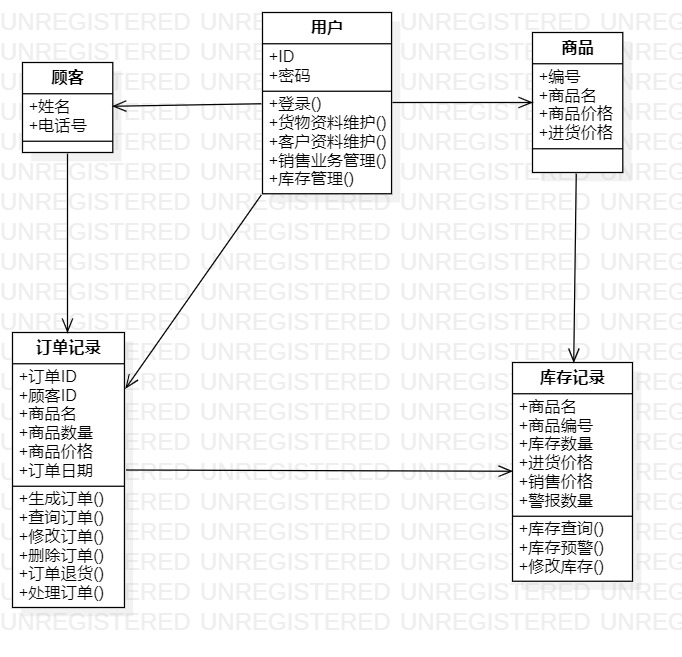 用户
+ID
+密码
+登录()
+货物资料维护()
+客户资料维护()
+销售业务管理()
+库存管理()
顾客
+姓名
+电话号
商品
+编号
+商品名
+商品价格
+进货价格
订单记录
+订单ID
+顾客ID
+商品名
+商品数量
+商品价格
+订单日期
+生成订单()
+查询订单()
+修改订单()
+删除订单()
+订单退货()
+处理订单()
库存记录
+商品名
+商品编号
+库存数量
+进货价格
+销售价格
+警报数量
+库存查询()
+库存预警()
+修改库存()
UNREGISTERED UNREGISTERED UNREGISTERED UNREG